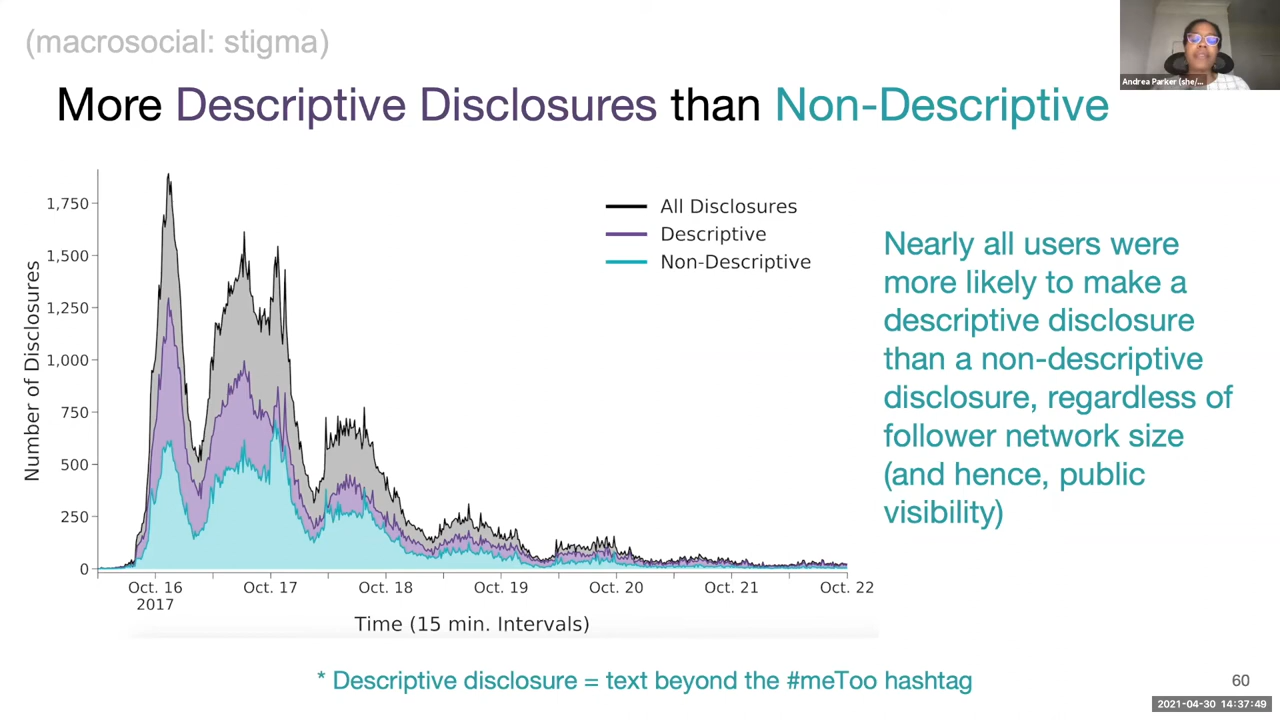 (macrosocial: stigma)
Andrea Parker (she/...
More Descriptive Disclosures than Non-Descriptive
Number of Disclosures
1,750
1,500
1,250
1,000
750
500
250
0
All Disclosures
Descriptive
Non-Descriptive
Oct. 16
2017
Oct. 17
Oct. 18
Oct. 19
Oct. 20
Oct. 21
Oct. 22
Time (15 min. Intervals)
Nearly all users were
more likely to make a
descriptive disclosure
than a non-descriptive
disclosure, regardless of
follower network size
(and hence, public
visibility)
* Descriptive disclosure = text beyond the #meToo hashtag
60
2021-04-30 14:37:49